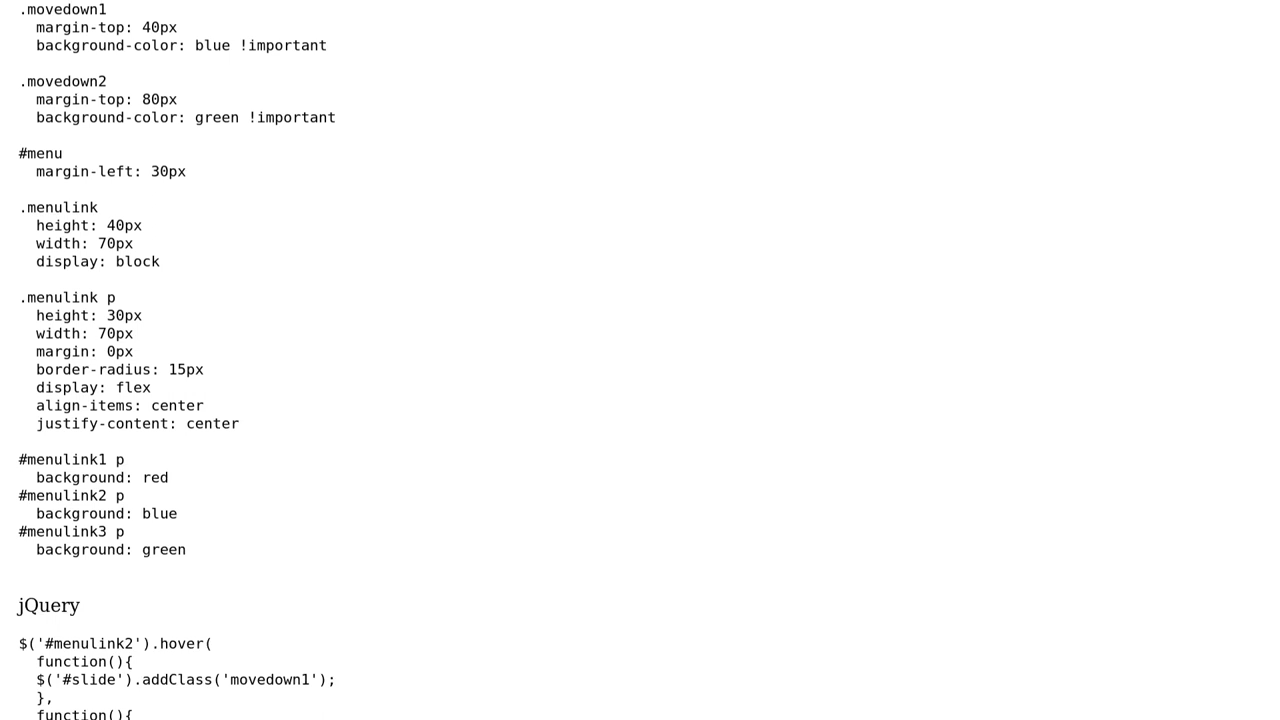 .movedown1
  margin-top: 40px
  background-color: blue !important

.movedown2
  margin-top: 80px
  background-color: green !important

#menu
  margin-left: 30px

.menulink
  height: 40px
  width: 70px
  display: block

.menulink p
  height: 30px
  width: 70px
  margin: 0px
  border-radius: 15px
  display: flex
  align-items: center
  justify-content: center

#menulink1 p
  background: red
#menulink2 p
  background: blue
#menulink3 p
  background: green

jQuery

$('#menulink2').hover(
  function(){
  $('#slide').addClass('movedown1');
  },
  function(){